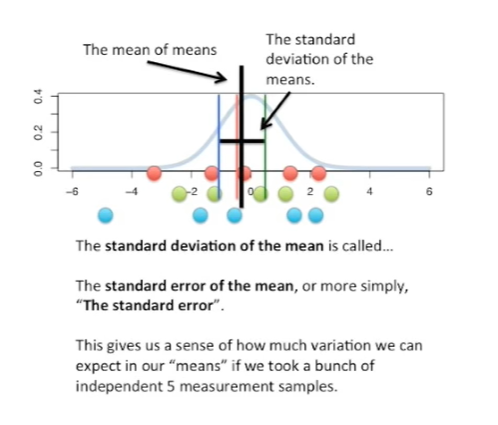 The mean of means
The standard
deviation of the
means.
0.4
0.2
0.0
−6 −4 −2 0 2 4 6
The standard deviation of the mean is called...
The standard error of the mean, or more simply,
“The standard error”.
This gives us a sense of how much variation we can
expect in our “means” if we took a bunch of
independent 5 measurement samples.